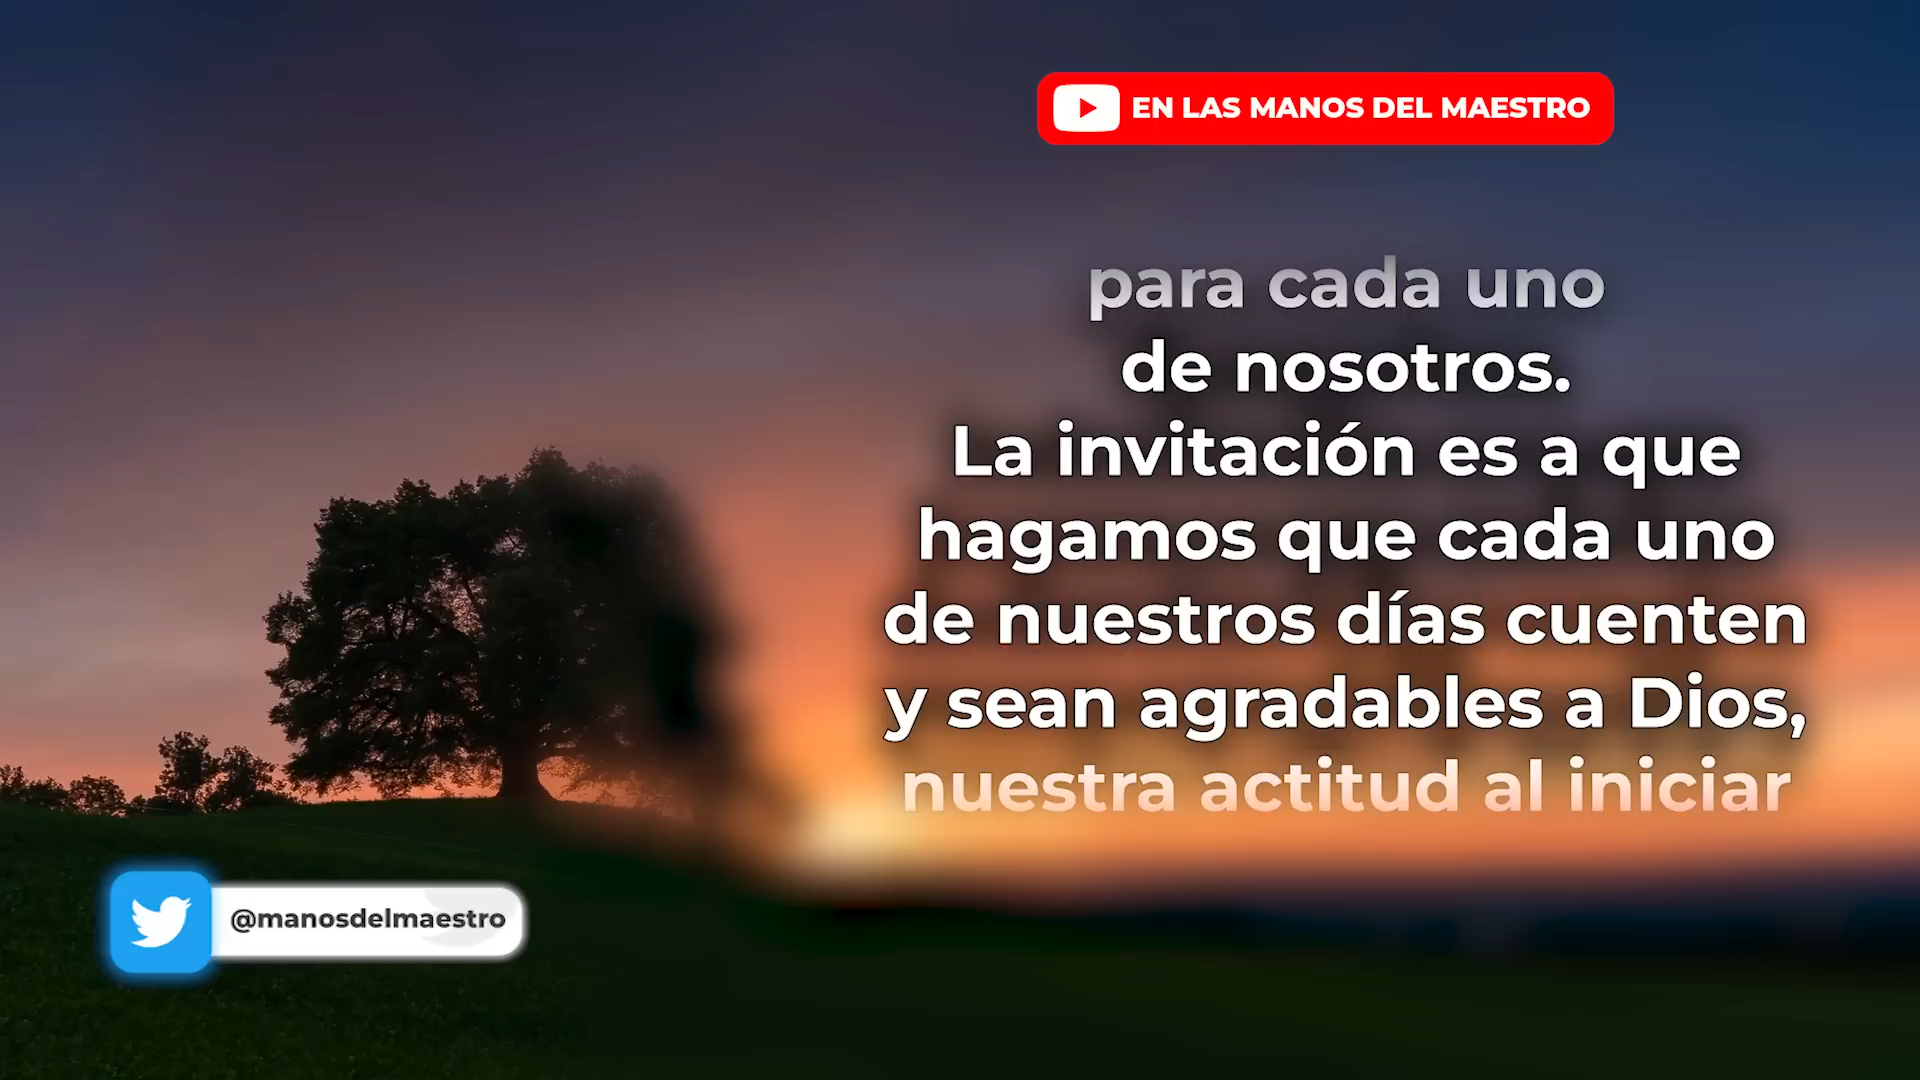 EN LAS MANOS DEL MAESTRO
para cada uno
de nosotros.
La invitación es a que
hagamos que cada uno
de nuestros días cuenten
y sean agradables a Dios,
nuestra actitud al iniciar
@manosdelmaestro